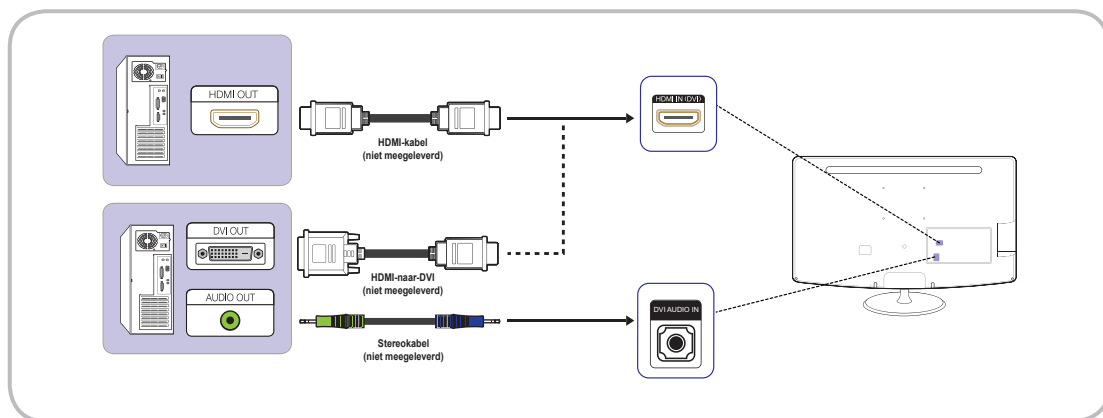 HDMI OUT
HDMI IN (DVI)
HDMI-kabel
(niet meegeleverd)
DVI OUT
HDMI-naar-DVI
(niet meegeleverd)
AUDIO OUT
DVI AUDIO IN
Stereokabel
(niet meegeleverd)